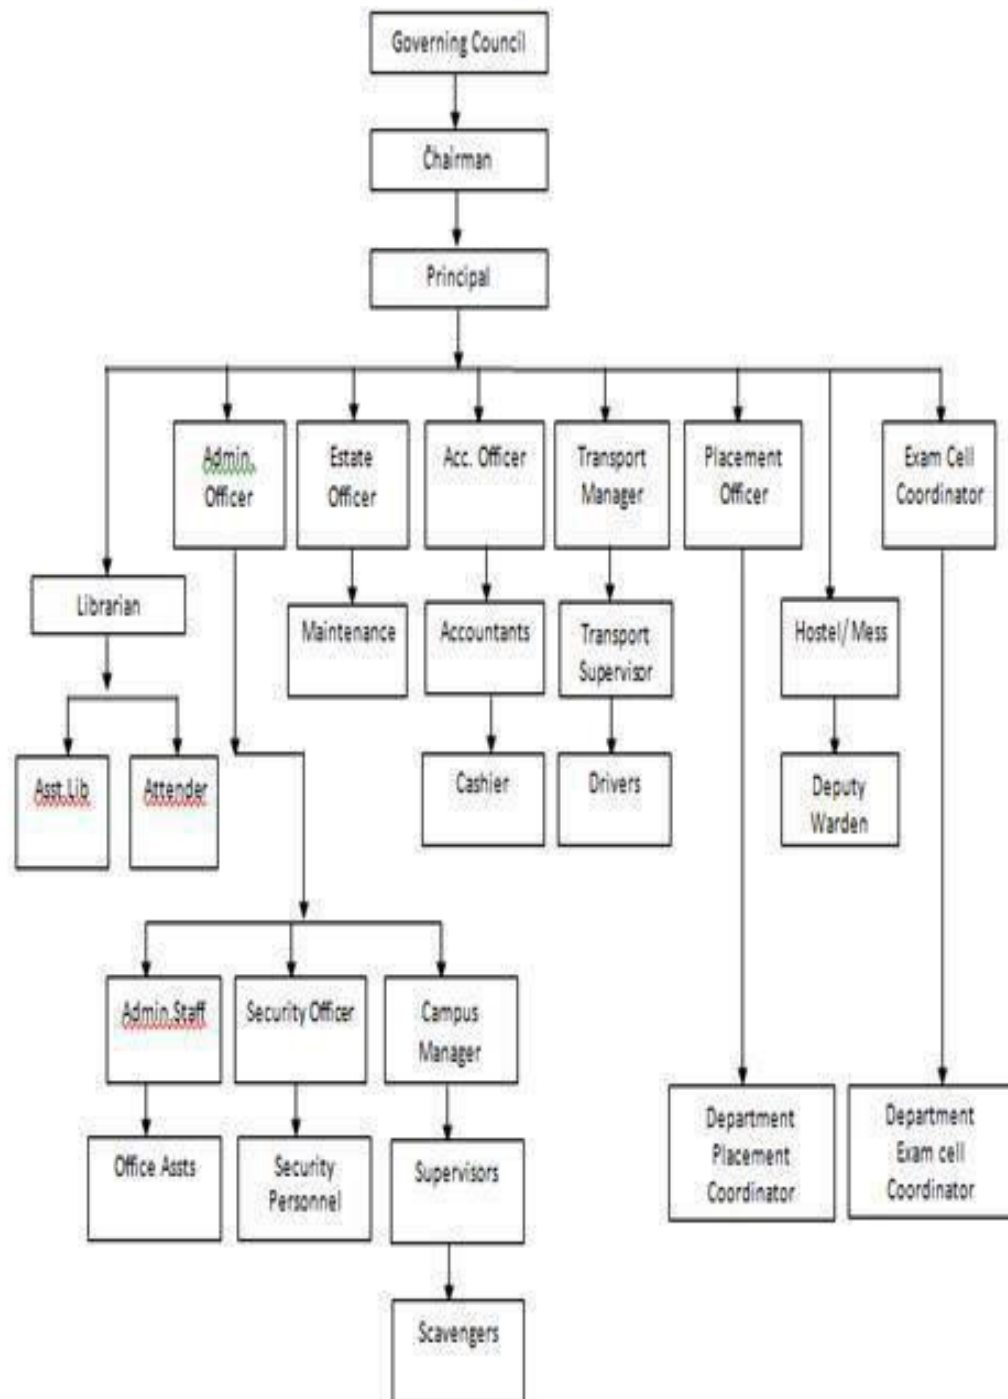 Governing Council
Chairman
Principal
Admin.
Officer
Estate
Officer
Acc. Officer
Transport
Manager
Placement
Officer
Exam Cell
Coordinator
Librarian
Maintenance
Accountants
Transport
Supervisor
Hostel/ Mess
Asst.Lib
Attender
Cashier
Drivers
Deputy
Warden
Admin.Staff
Security Officer
Campus
Manager
Department
Placement
Coordinator
Department
Exam cell
Coordinator
Office Assts
Security
Personnel
Supervisors
Scavengers